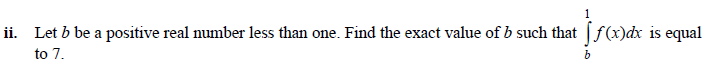 ii. Let b be a positive real number less than one. Find the exact value of b such that ∫_b^1 f(x)dx is equal
to 7.